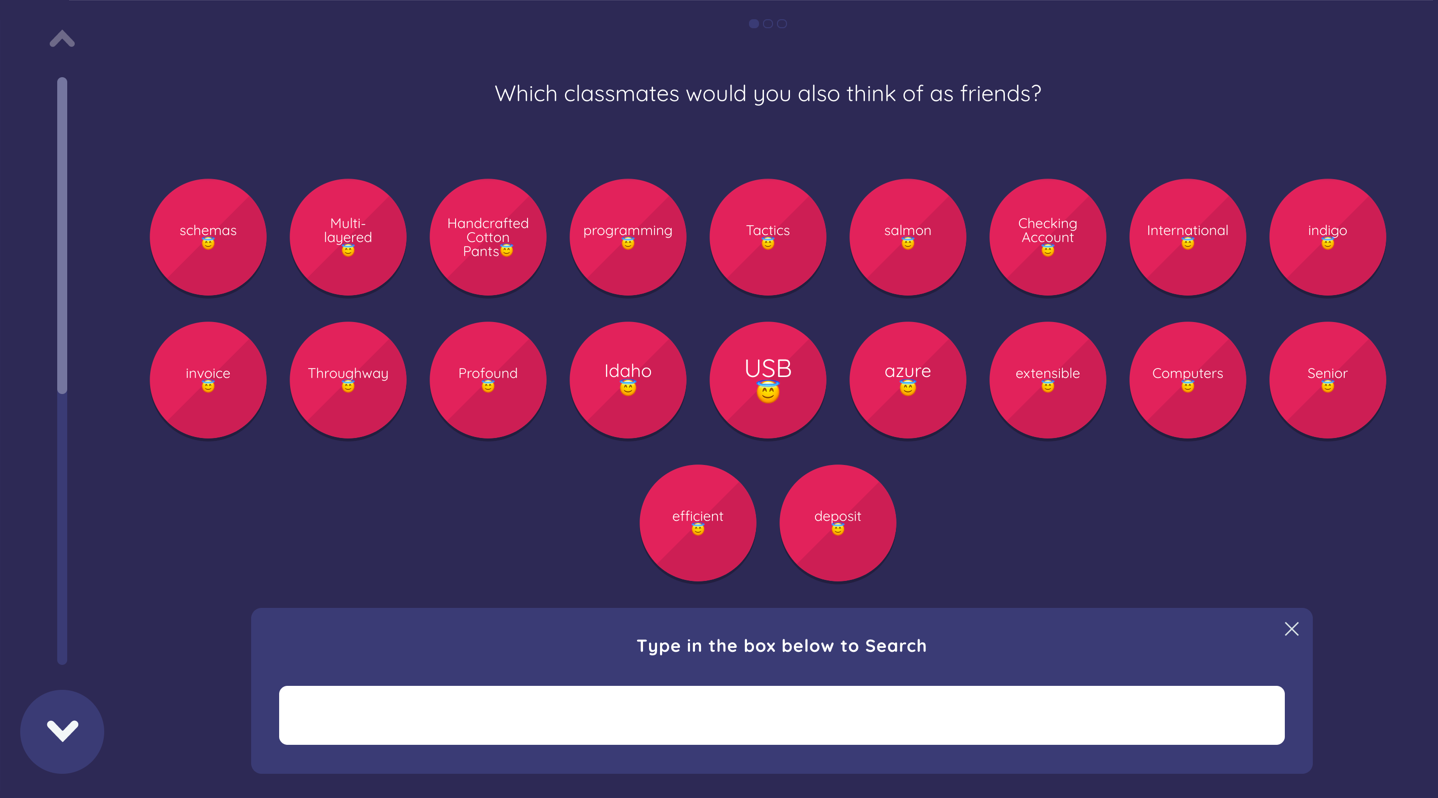 Which classmates would you also think of as friends?
schemas
😇
Multi-
layered
😇
Handcrafted
Cotton
Pants😇
programming
😇
Tactics
😇
salmon
😇
Checking
Account
😇
International
😇
indigo
😇
invoice
😇
Throughway
😇
Profound
😇
Idaho
😇
USB
😇
azure
😇
extensible
😇
Computers
😇
Senior
😇
efficient
😇
deposit
😇
Type in the box below to Search